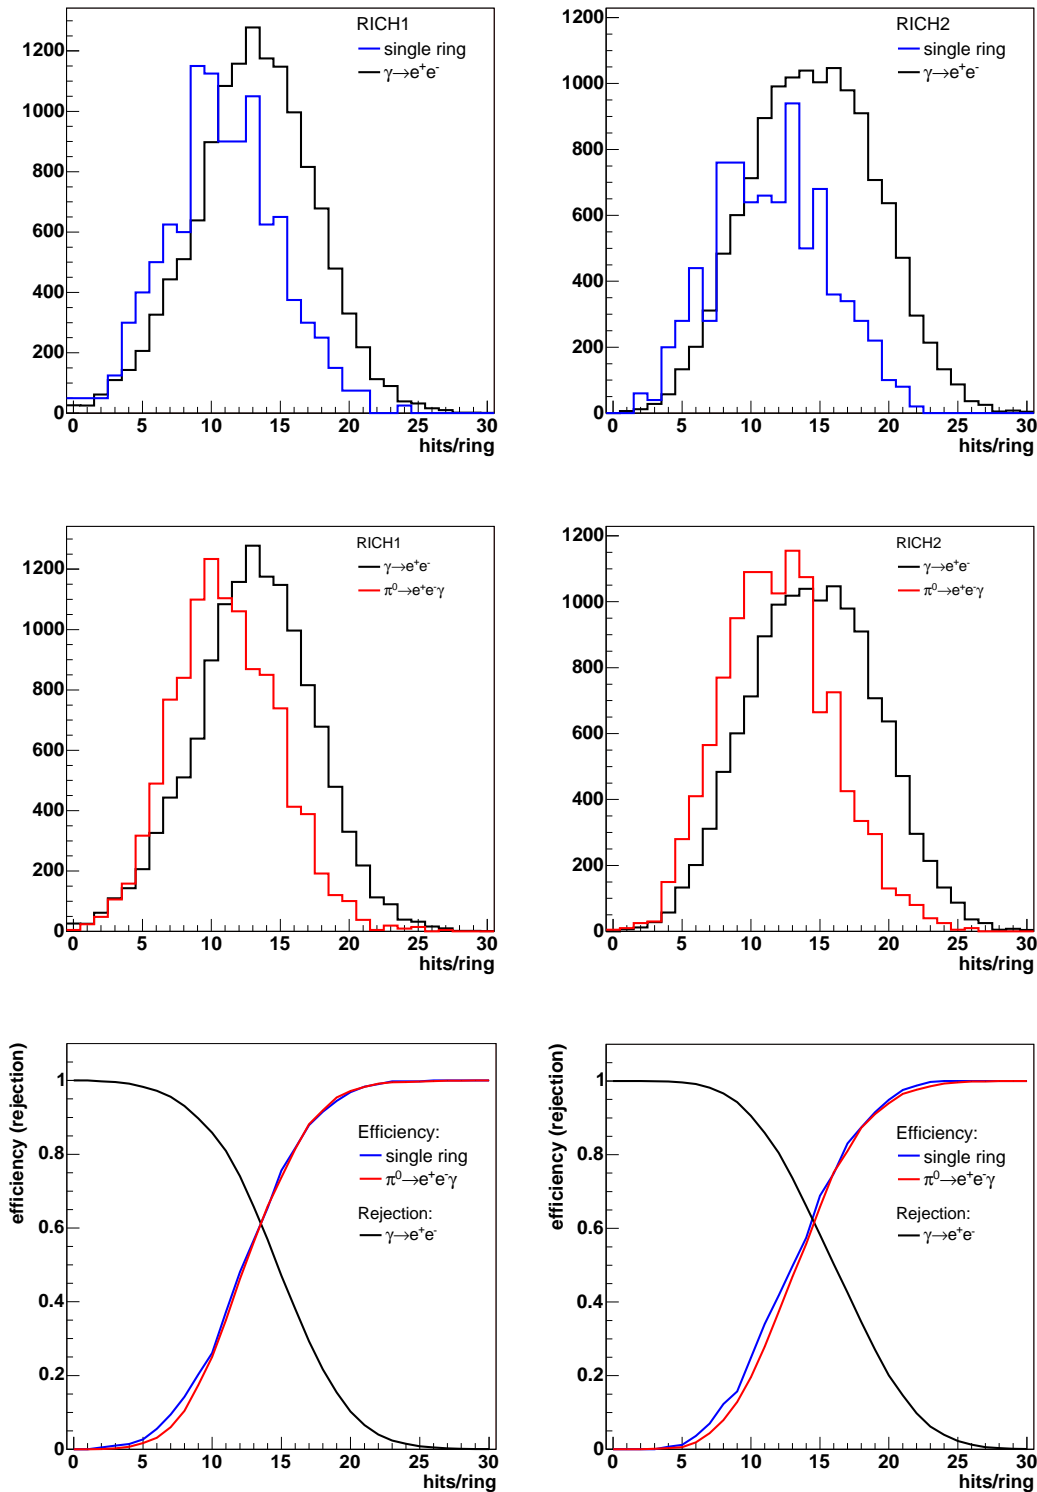 RICH1
single ring
γ→e⁺e⁻
0
200
400
600
800
1000
1200
0 5 10 15 20 25 30
hits/ring
RICH2
single ring
γ→e⁺e⁻
0
200
400
600
800
1000
1200
0 5 10 15 20 25 30
hits/ring
RICH1
γ→e⁺e⁻
π⁰→e⁺e⁻γ
0
200
400
600
800
1000
1200
0 5 10 15 20 25 30
hits/ring
RICH2
γ→e⁺e⁻
π⁰→e⁺e⁻γ
0
200
400
600
800
1000
1200
0 5 10 15 20 25 30
hits/ring
efficiency (rejection)
Efficiency:
single ring
π⁰→e⁺e⁻γ
Rejection:
γ→e⁺e⁻
0
0.2
0.4
0.6
0.8
1
0 5 10 15 20 25 30
hits/ring
efficiency (rejection)
Efficiency:
single ring
π⁰→e⁺e⁻γ
Rejection:
γ→e⁺e⁻
0
0.2
0.4
0.6
0.8
1
0 5 10 15 20 25 30
hits/ring